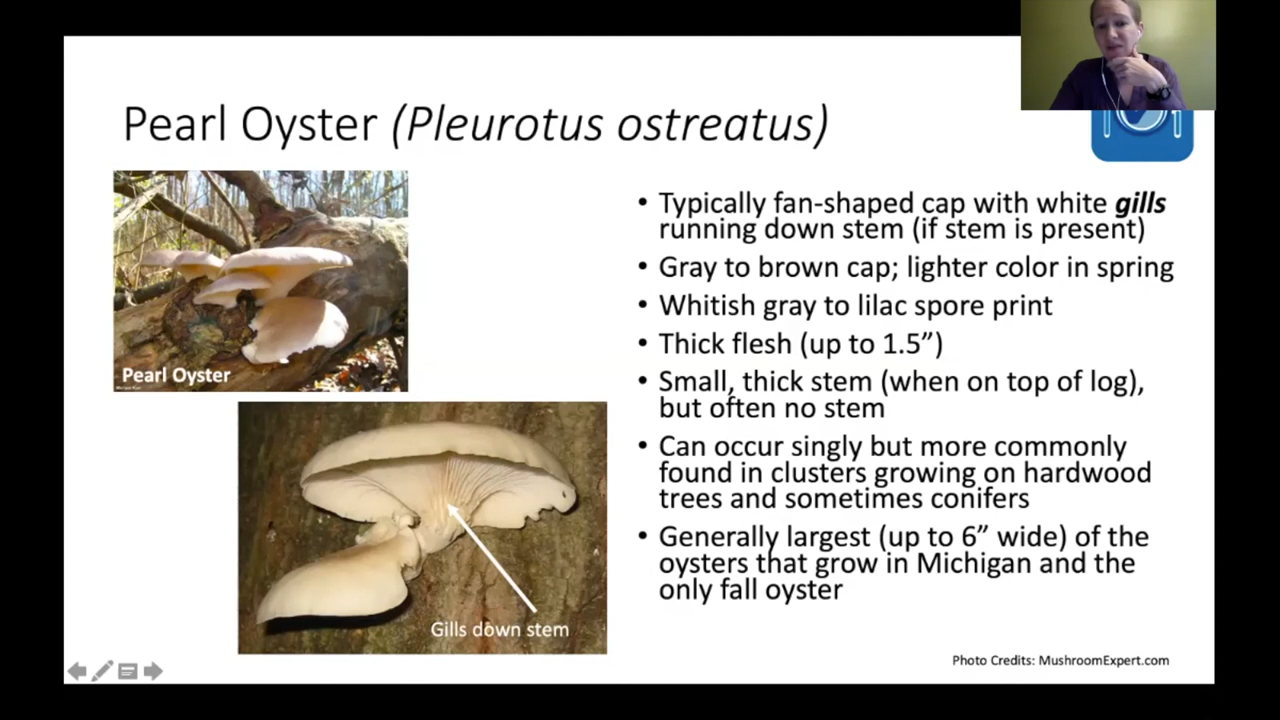 Pearl Oyster (Pleurotus ostreatus)
Pearl Oyster
Gills down stem
• Typically fan-shaped cap with white gills
running down stem (if stem is present)
• Gray to brown cap; lighter color in spring
• Whitish gray to lilac spore print
• Thick flesh (up to 1.5”)
• Small, thick stem (when on top of log),
but often no stem
• Can occur singly but more commonly
found in clusters growing on hardwood
trees and sometimes conifers
• Generally largest (up to 6” wide) of the
oysters that grow in Michigan and the
only fall oyster
Photo Credits: MushroomExpert.com